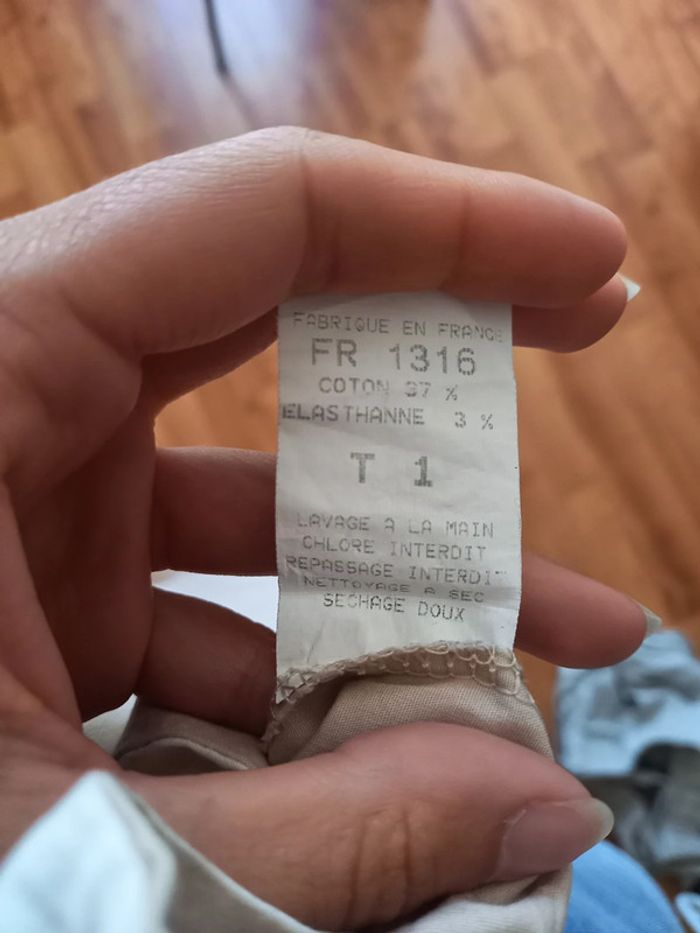 FABRIQUE EN FRANCE
FR 1316
COTON 97 %
ELASTHANNE 3 %
T 1
LAVAGE A LA MAIN
CHLORE INTERDIT
REPASSAGE INTERDIT
NETTOYAGE A SEC
SECHAGE DOUX